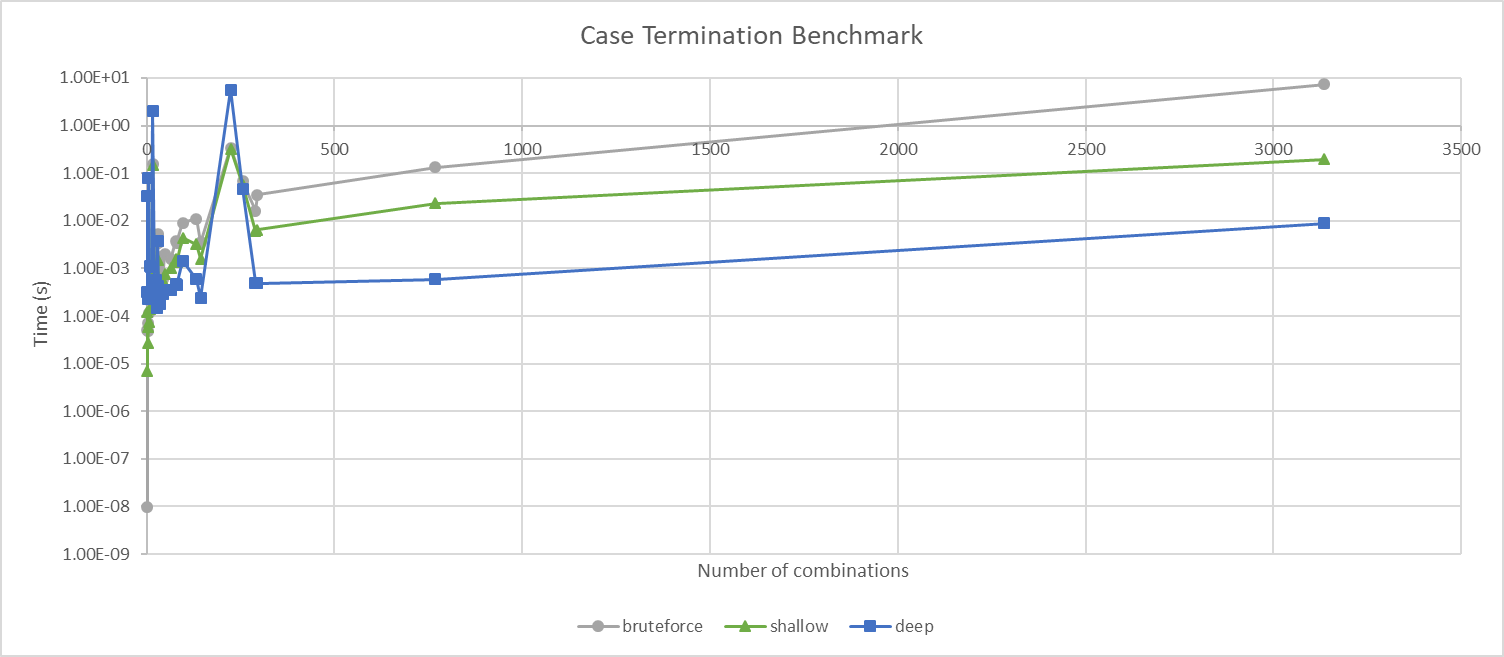 Case Termination Benchmark
1.00E+01
1.00E+00
0 500 1000 1500 2000 2500 3000 3500
1.00E-01
1.00E-02
1.00E-03
1.00E-04
1.00E-05
1.00E-06
1.00E-07
1.00E-08
1.00E-09
Time (s)
Number of combinations
bruteforce shallow deep